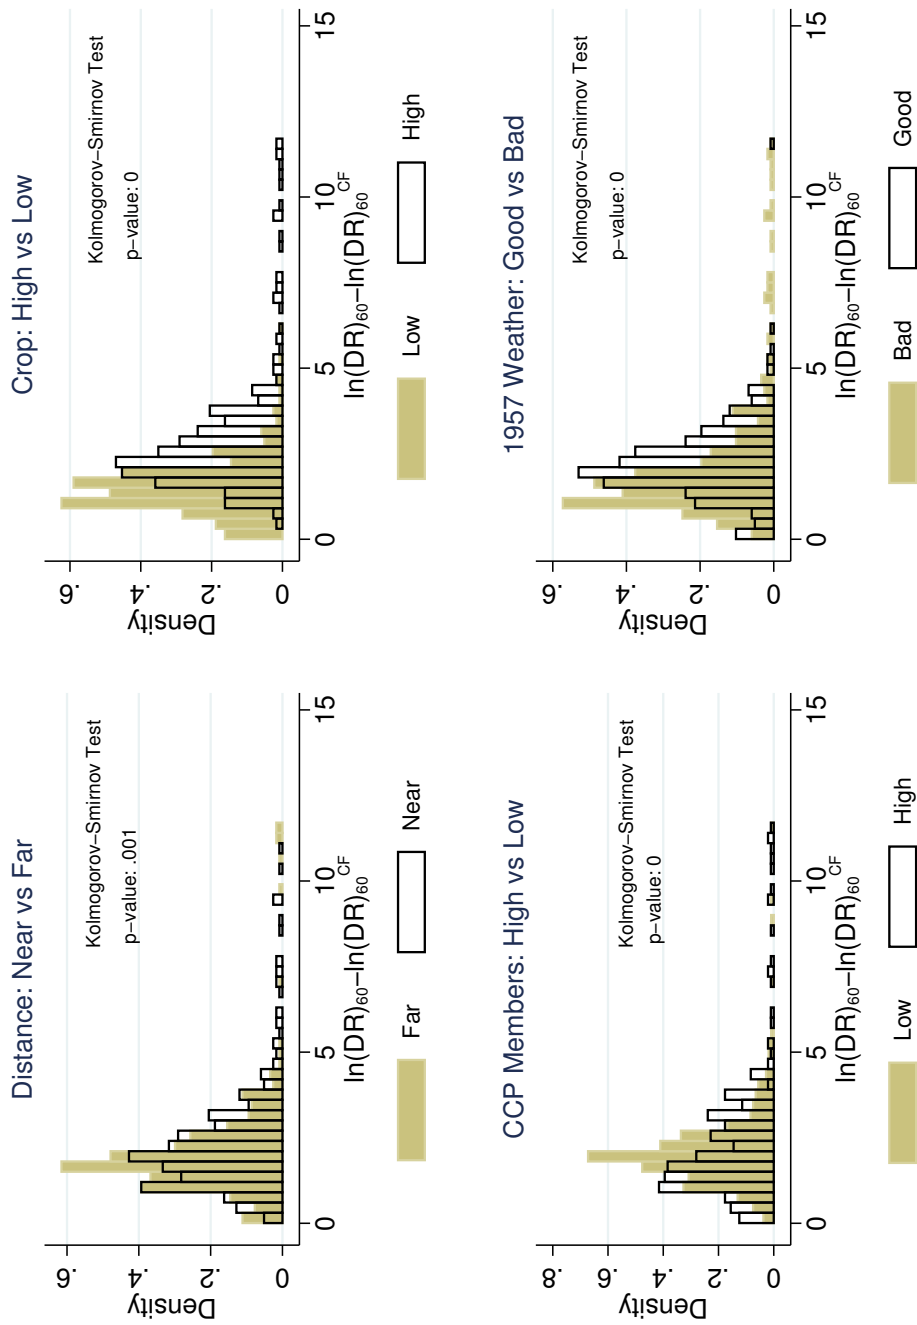 Distance: Near vs Far
Kolmogorov−Smirnov Test
p−value: .001
Density
0 .2 .4 .6
0 5 10 15
ln(DR)₆₀−ln(DR)₆₀ᶜᶠ
Far Near
Crop: High vs Low
Kolmogorov−Smirnov Test
p−value: 0
Density
0 .2 .4 .6
0 5 10 15
ln(DR)₆₀−ln(DR)₆₀ᶜᶠ
Low High
CCP Members: High vs Low
Kolmogorov−Smirnov Test
p−value: 0
Density
0 .2 .4 .6 .8
0 5 10 15
ln(DR)₆₀−ln(DR)₆₀ᶜᶠ
Low High
1957 Weather: Good vs Bad
Kolmogorov−Smirnov Test
p−value: 0
Density
0 .2 .4 .6
0 5 10 15
ln(DR)₆₀−ln(DR)₆₀ᶜᶠ
Bad Good